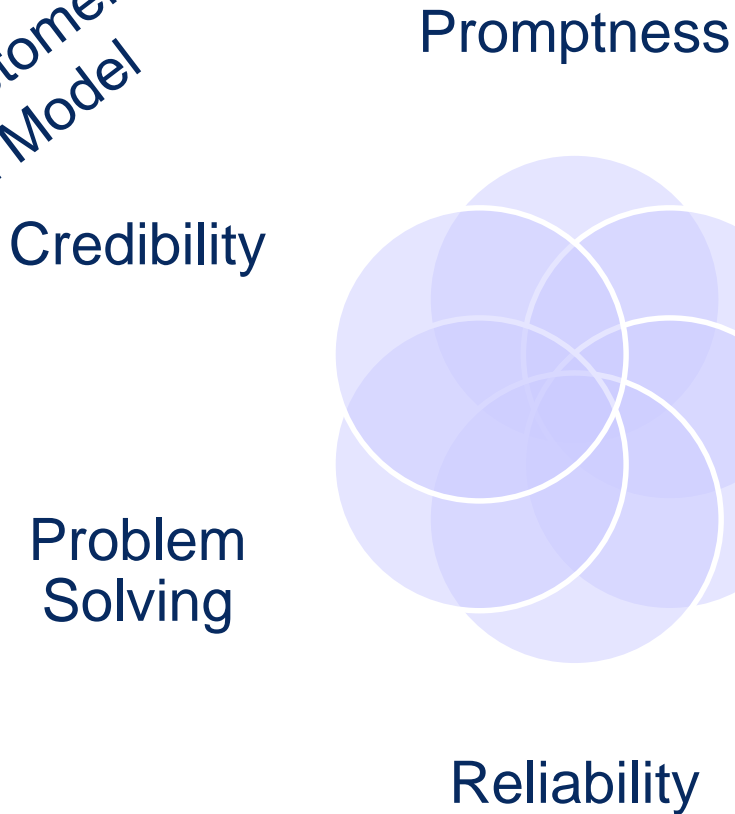 Promptness
Model
Credibility
Problem
Solving
Reliability